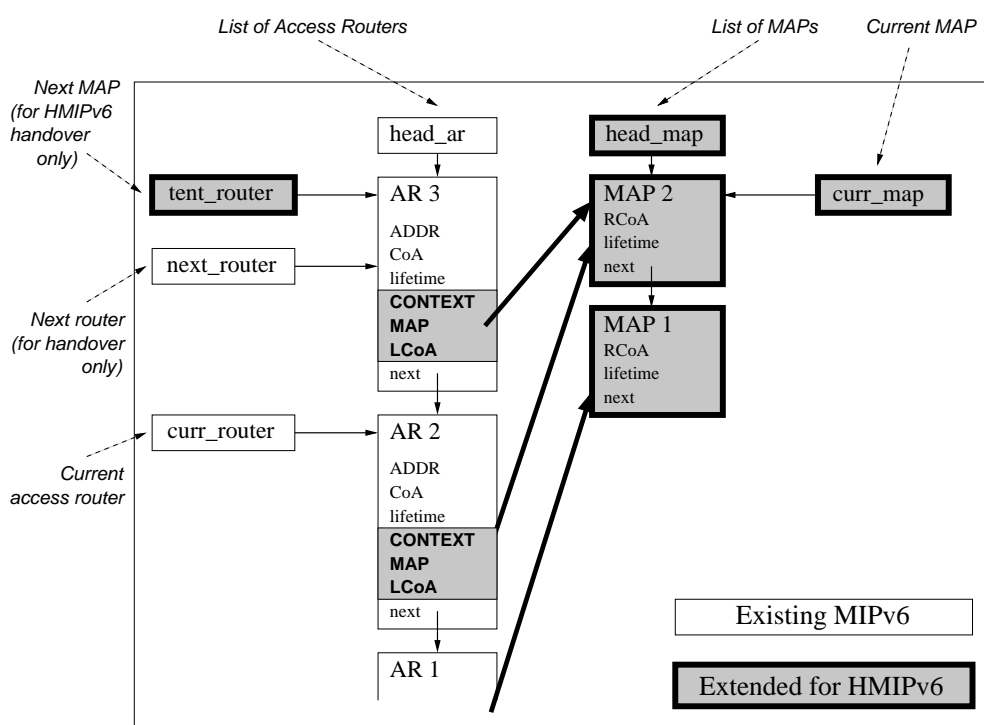 List of Access Routers
List of MAPs
Current MAP
Next MAP
(for HMIPv6
handover
only)
head_ar
head_map
tent_router
AR 3
ADDR
CoA
lifetime
CONTEXT
MAP
LCoA
next
MAP 2
RCoA
lifetime
next
curr_map
next_router
Next router
(for handover
only)
MAP 1
RCoA
lifetime
next
curr_router
AR 2
ADDR
CoA
lifetime
CONTEXT
MAP
LCoA
next
Current
access router
AR 1
Existing MIPv6
Extended for HMIPv6